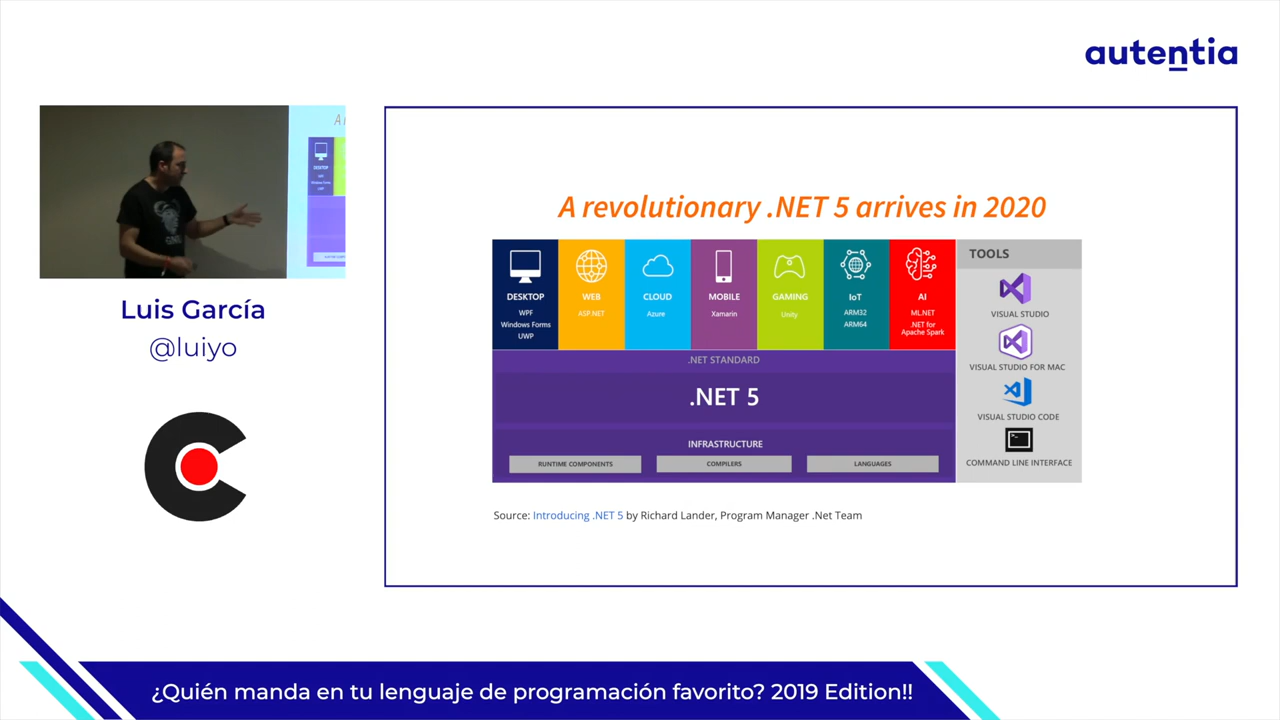 autentia
Luis García
@luiyo
A revolutionary .NET 5 arrives in 2020
DESKTOP
WPF
Windows Forms
UWP
WEB
ASP.NET
CLOUD
Azure
MOBILE
Xamarin
GAMING
Unity
IoT
ARM32
ARM64
AI
ML.NET
.NET for
Apache Spark
.NET STANDARD
.NET 5
INFRASTRUCTURE
RUNTIME COMPONENTS
COMPILERS
LANGUAGES
TOOLS
VISUAL STUDIO
VISUAL STUDIO FOR MAC
VISUAL STUDIO CODE
COMMAND LINE INTERFACE
Source: Introducing .NET 5 by Richard Lander, Program Manager .Net Team
¿Quién manda en tu lenguaje de programación favorito? 2019 Edition!!